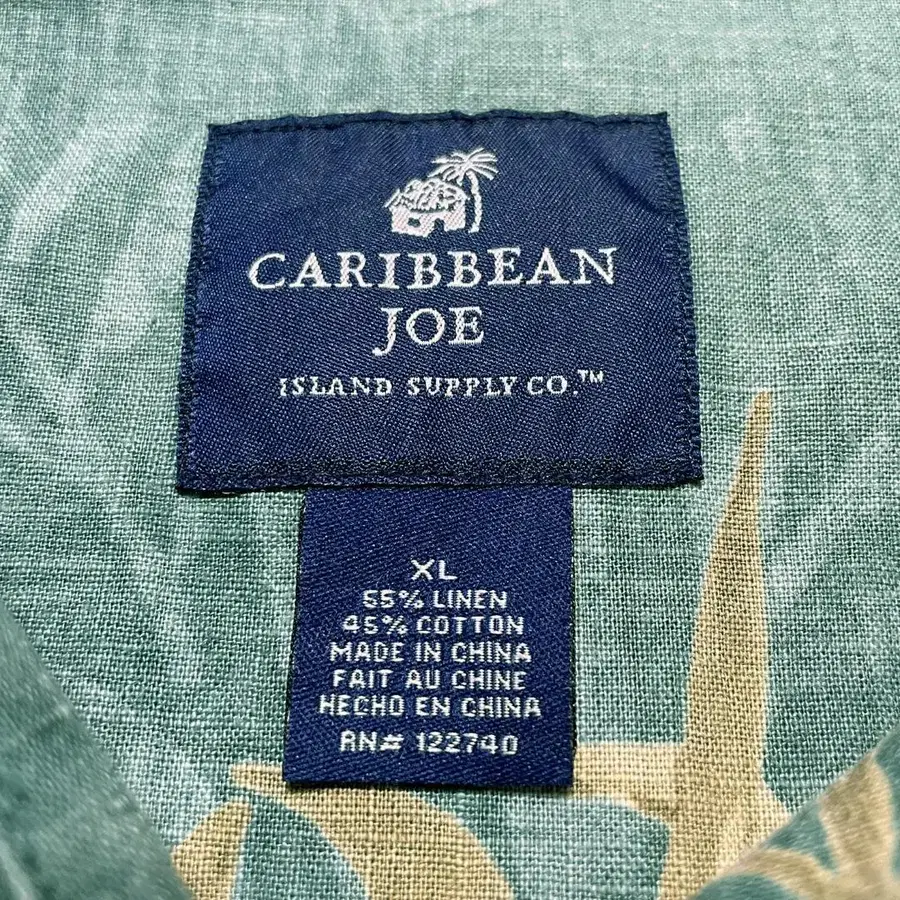 CARIBBEAN
JOE
ISLAND SUPPLY CO.™
XL
55% LINEN
45% COTTON
MADE IN CHINA
FAIT AU CHINE
HECHO EN CHINA
RN# 122740